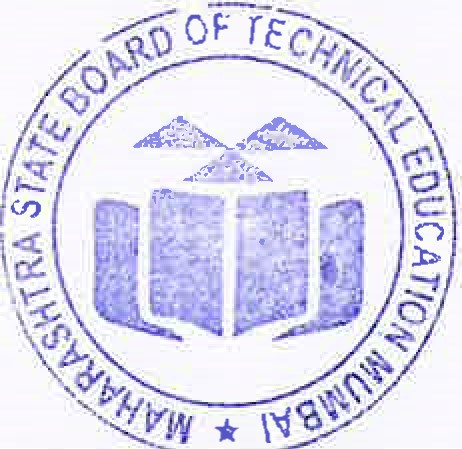 MAHARASHTRA STATE BOARD OF TECHNICAL EDUCATION MUMBAI ★